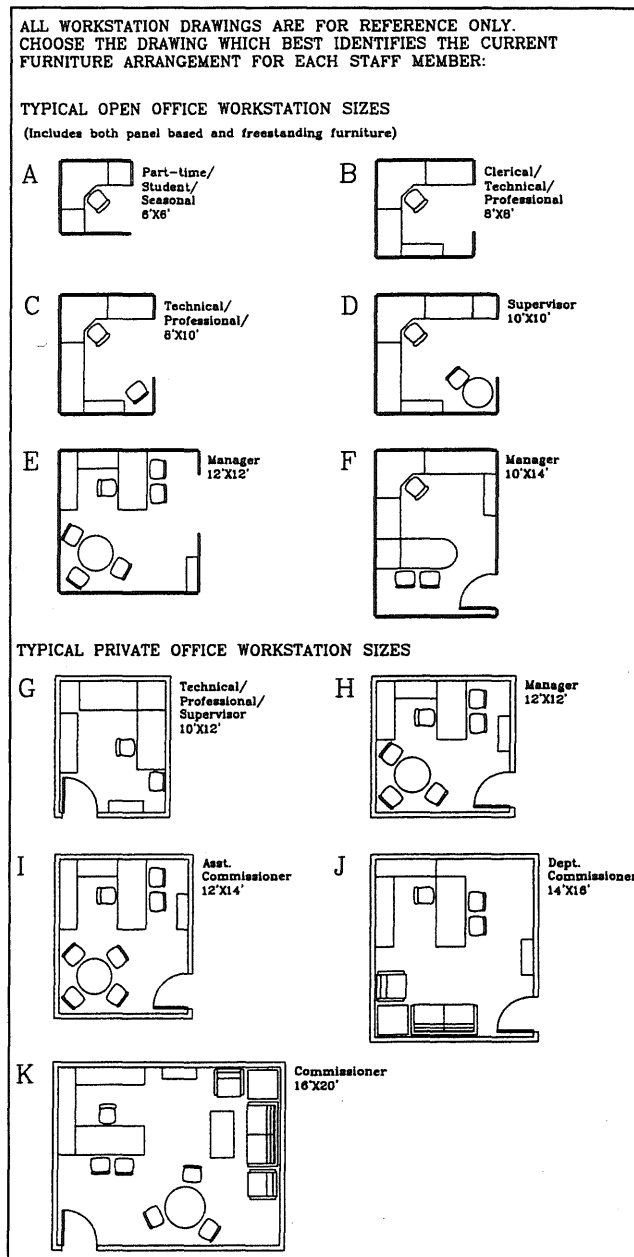 ALL WORKSTATION DRAWINGS ARE FOR REFERENCE ONLY.
CHOOSE THE DRAWING WHICH BEST IDENTIFIES THE CURRENT
FURNITURE ARRANGEMENT FOR EACH STAFF MEMBER:
TYPICAL OPEN OFFICE WORKSTATION SIZES
(Includes both panel based and freestanding furniture)
A
Part-time/
Student/
Seasonal
6'X6'
B
Clerical/
Technical/
Professional
8'X8'
C
Technical/
Professional/
8'X10'
D
Supervisor
10'X10'
E
Manager
12'X12'
F
Manager
10'X14'
TYPICAL PRIVATE OFFICE WORKSTATION SIZES
G
Technical/
Professional/
Supervisor
10'X12'
H
Manager
12'X12'
I
Asst.
Commissioner
12'X14'
J
Dept.
Commissioner
14'X16'
K
Commissioner
16'X20'